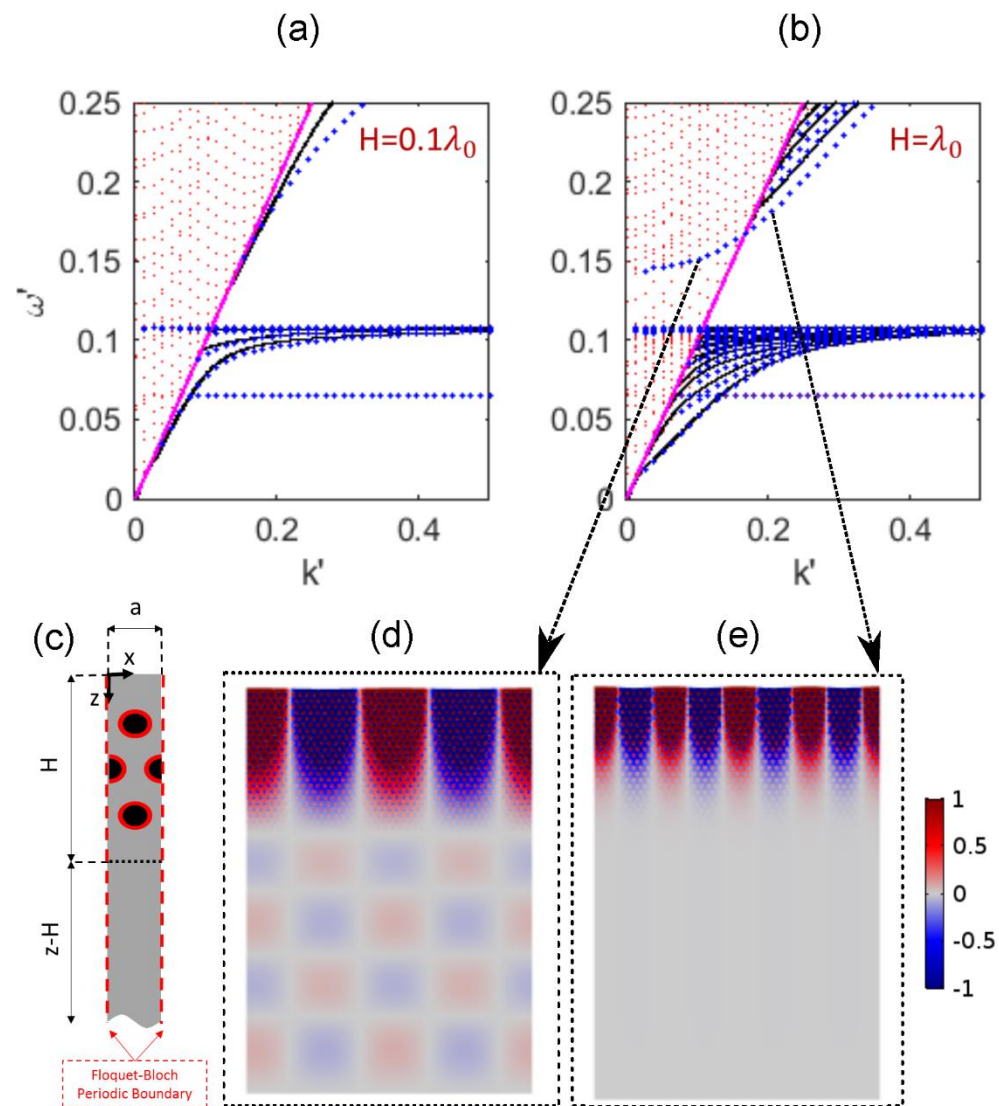 (a)
(b)
0.25
0.2
0.15
0.1
0.05
0
ω'
H=0.1λ₀
0
0.2
0.4
k'
0.25
0.2
0.15
0.1
0.05
0
H=λ₀
0
0.2
0.4
k'
(c)
a
x
z
H
z-H
Floquet-Bloch
Periodic Boundary
(d)
(e)
1
0.5
0
-0.5
-1